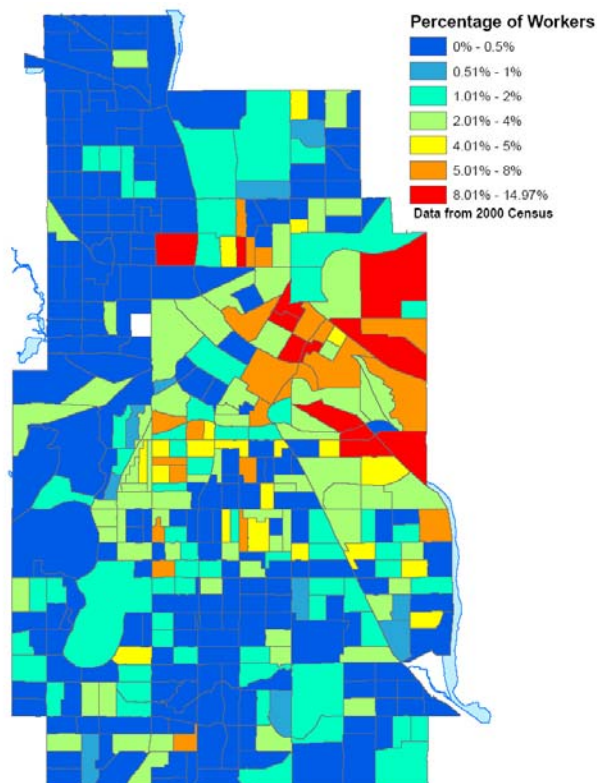 Percentage of Workers
0% - 0.5%
0.51% - 1%
1.01% - 2%
2.01% - 4%
4.01% - 5%
5.01% - 8%
8.01% - 14.97%
Data from 2000 Census